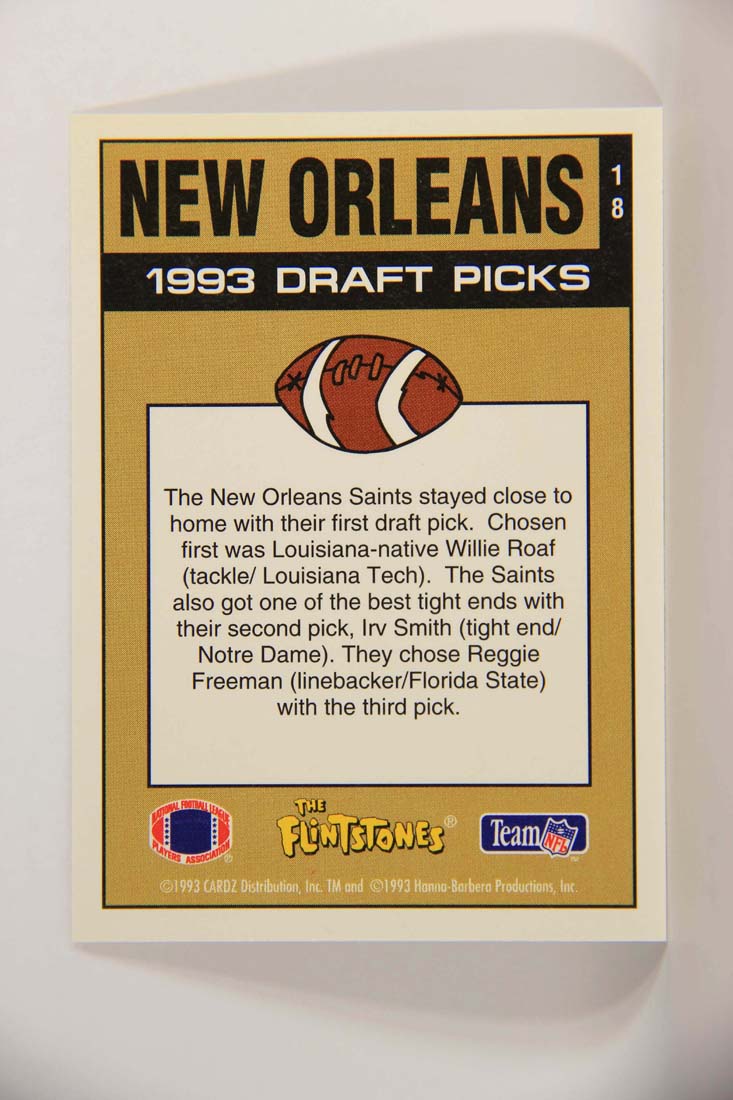 NEW ORLEANS
18
1993 DRAFT PICKS
The New Orleans Saints stayed close to
home with their first draft pick.  Chosen
first was Louisiana-native Willie Roaf
(tackle/ Louisiana Tech).  The Saints
also got one of the best tight ends with
their second pick, Irv Smith (tight end/
Notre Dame). They chose Reggie
Freeman (linebacker/Florida State)
with the third pick.
NATIONAL FOOTBALL LEAGUE
PLAYERS ASSOCIATION ®
THE
FLINTSTONES ®
Team NFL ™
©1993 CARDZ Distribution, Inc. TM and ©1993 Hanna-Barbera Productions, Inc.